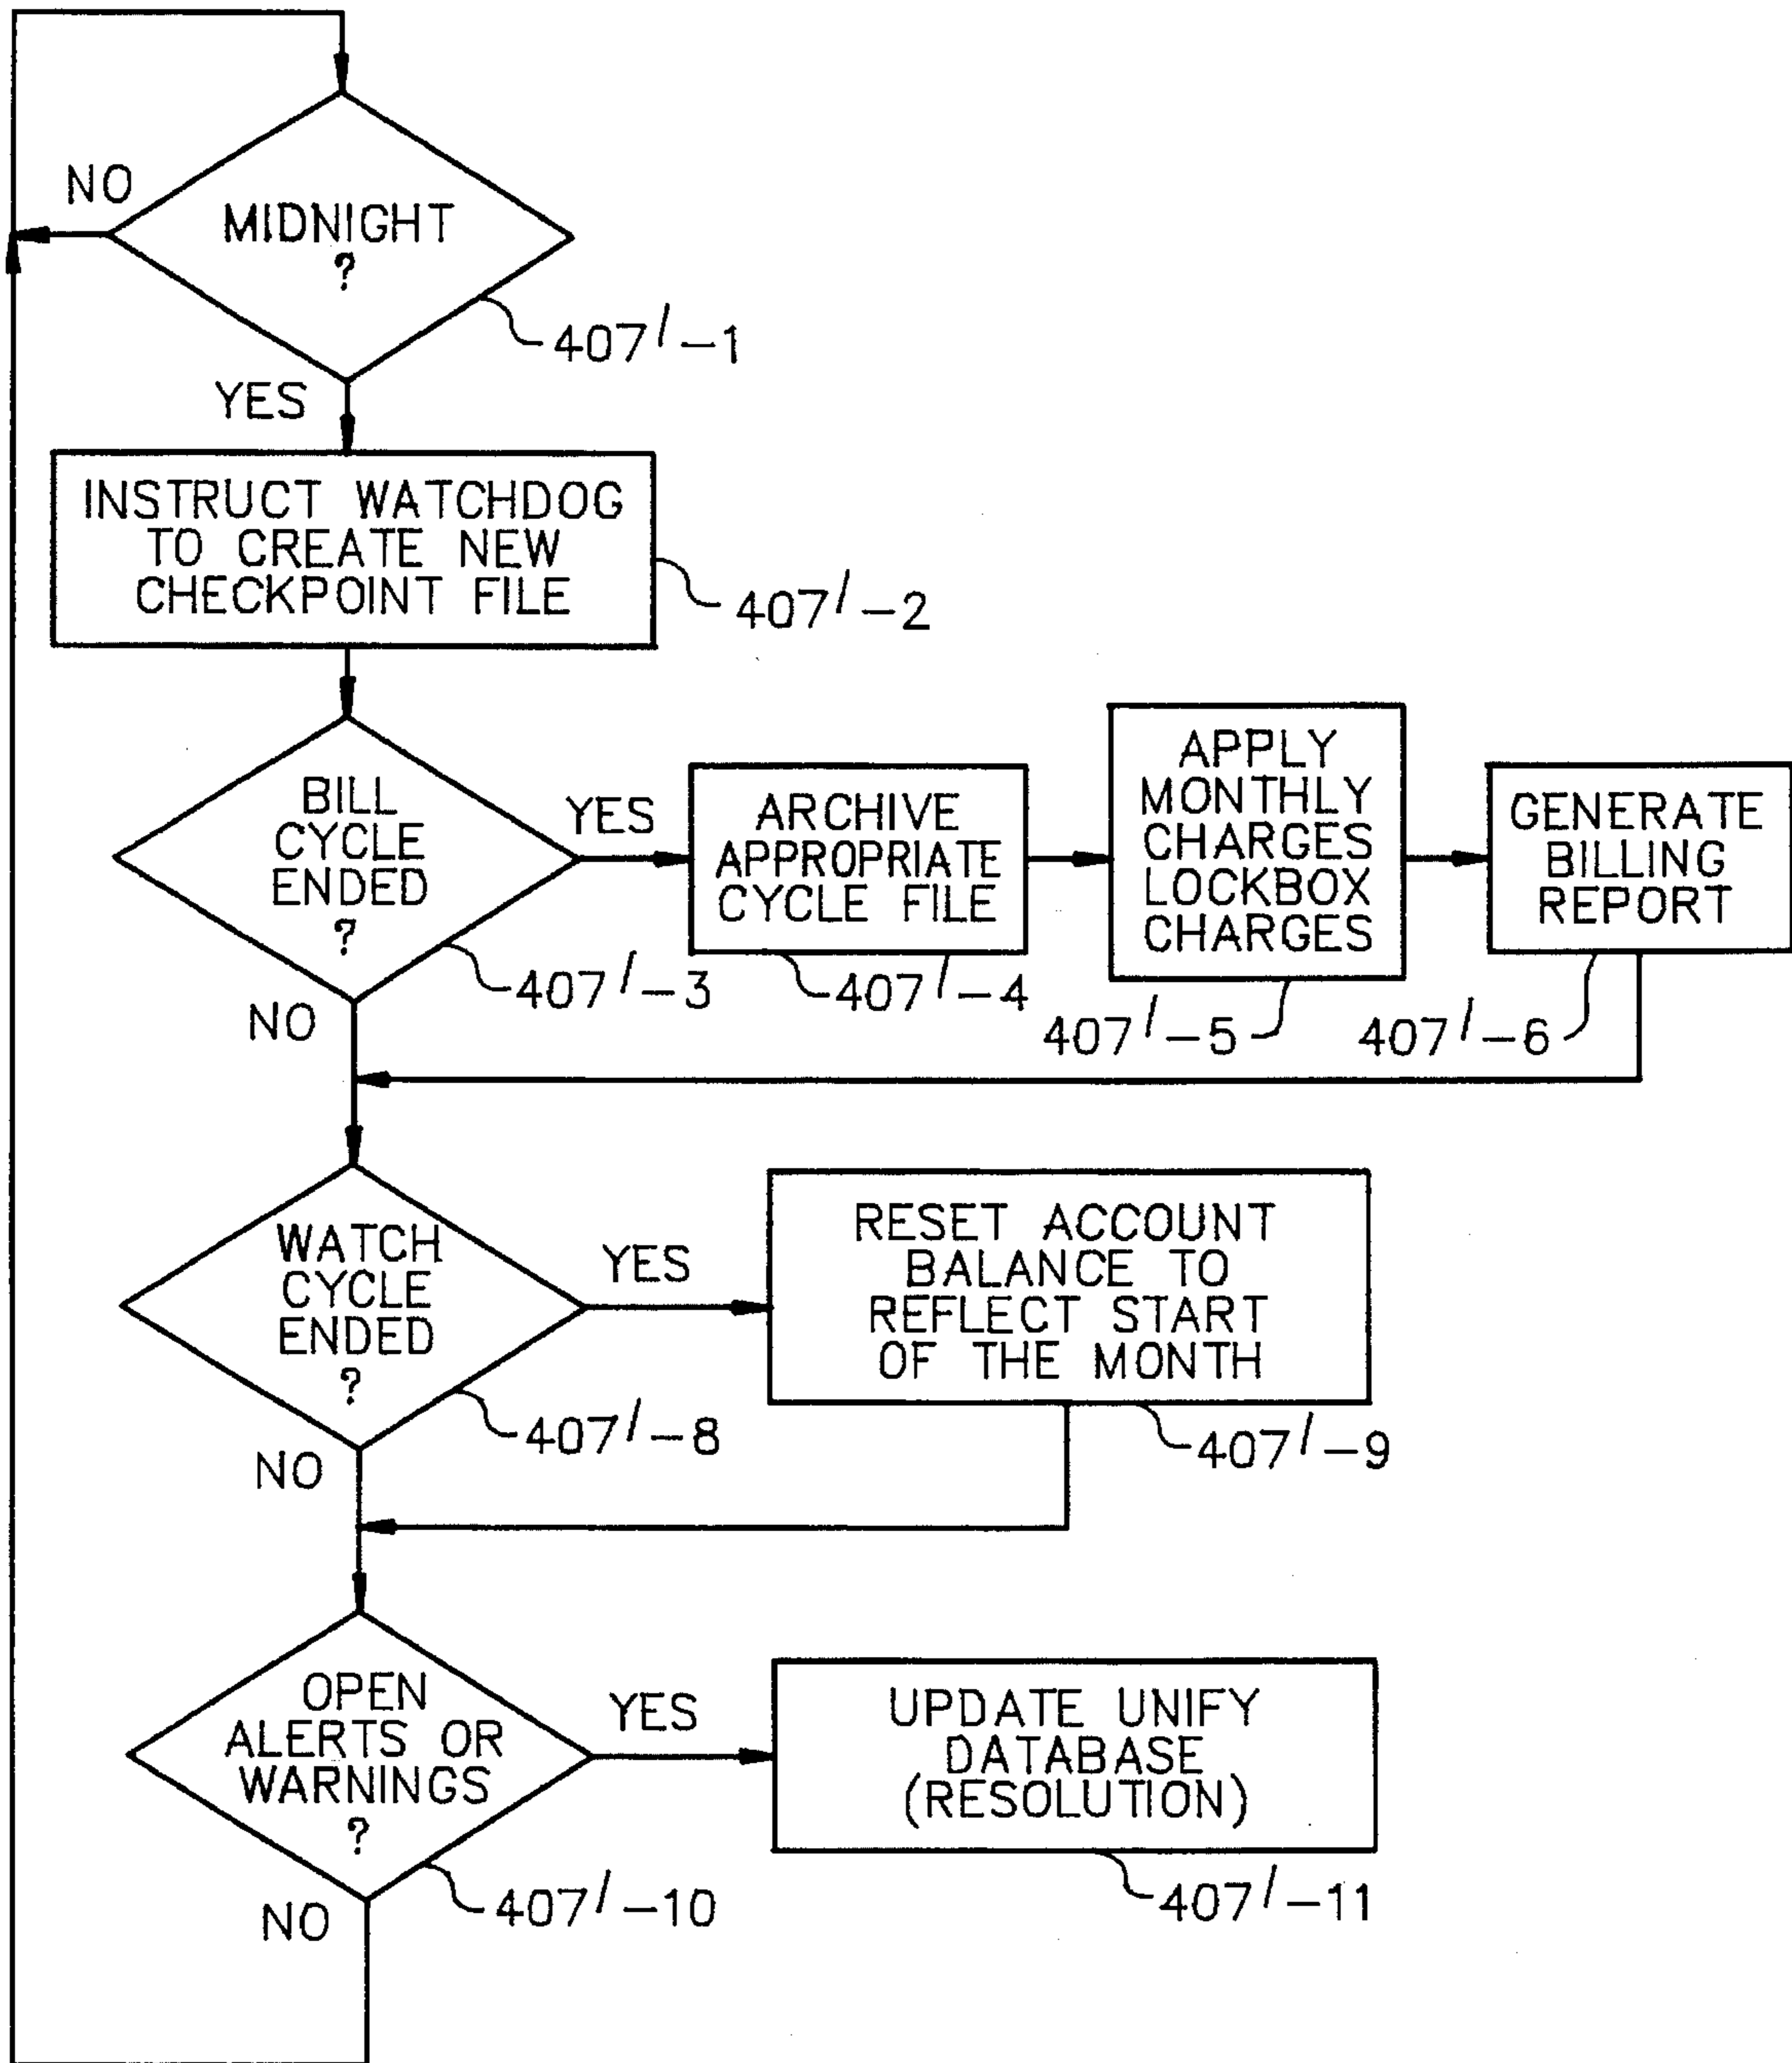 NO
MIDNIGHT
?
407'-1
YES
INSTRUCT WATCHDOG
TO CREATE NEW
CHECKPOINT FILE
407'-2
BILL
CYCLE
ENDED
?
407'-3
YES
ARCHIVE
APPROPRIATE
CYCLE FILE
407'-4
APPLY
MONTHLY
CHARGES
LOCKBOX
CHARGES
407'-5
GENERATE
BILLING
REPORT
407'-6
NO
WATCH
CYCLE
ENDED
?
407'-8
YES
RESET ACCOUNT
BALANCE TO
REFLECT START
OF THE MONTH
407'-9
NO
OPEN
ALERTS OR
WARNINGS
?
407'-10
YES
UPDATE UNIFY
DATABASE
(RESOLUTION)
407'-11
NO